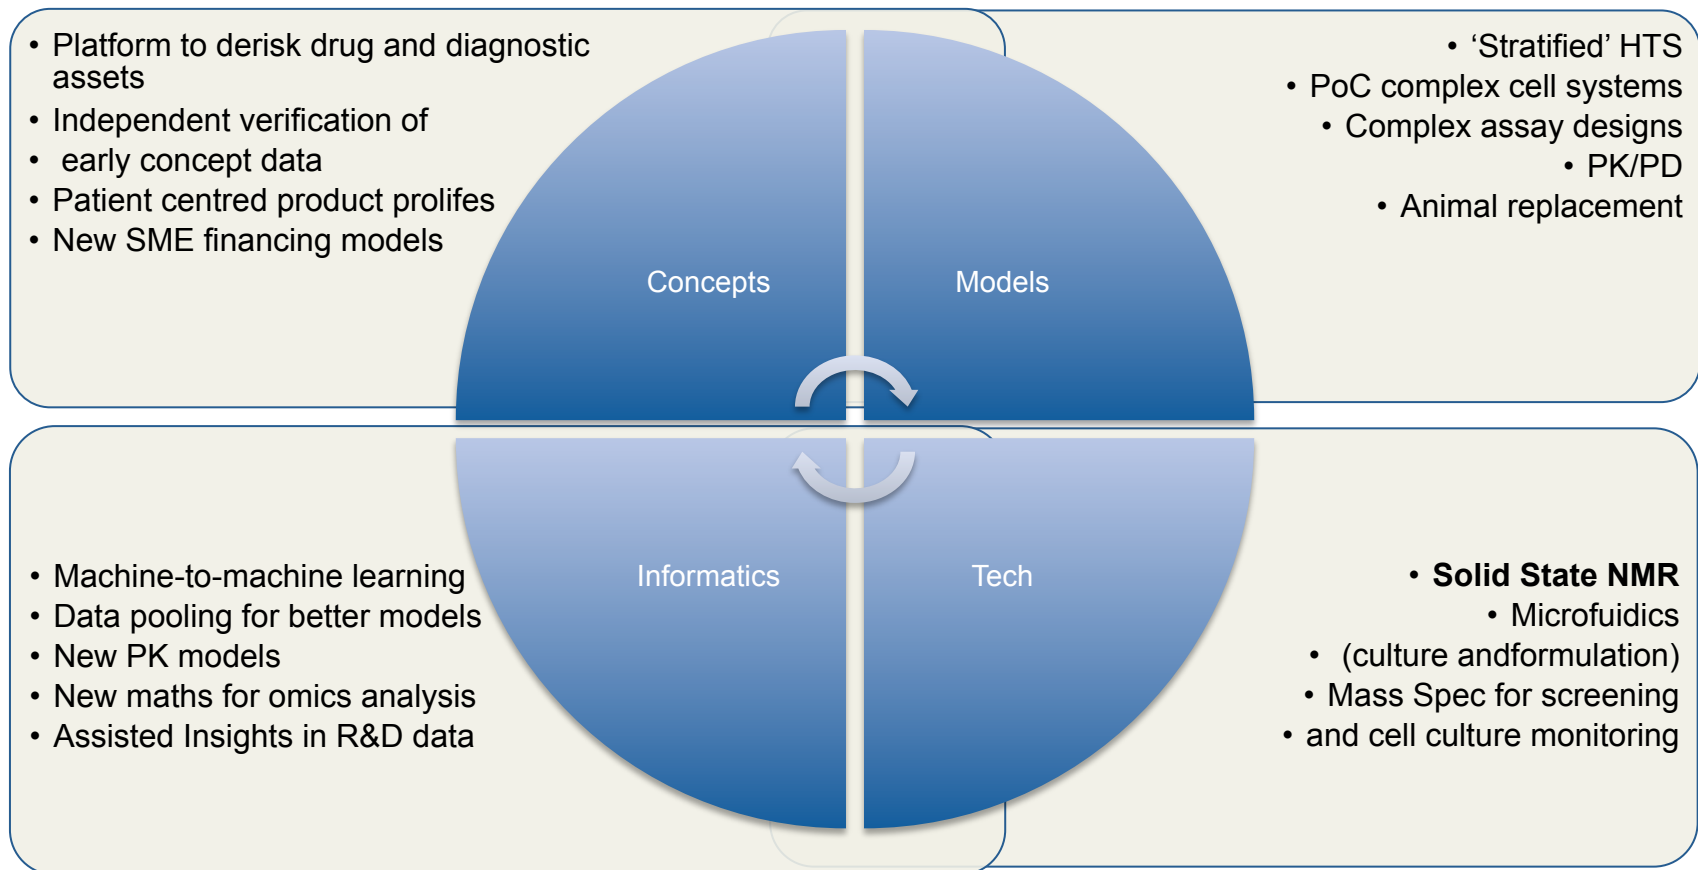 • Platform to derisk drug and diagnostic
assets
• Independent verification of
• early concept data
• Patient centred product prolifes
• New SME financing models
• ‘Stratified’ HTS
• PoC complex cell systems
• Complex assay designs
• PK/PD
• Animal replacement
Concepts
Models
Informatics
Tech
• Machine-to-machine learning
• Data pooling for better models
• New PK models
• New maths for omics analysis
• Assisted Insights in R&D data
• Solid State NMR
• Microfuidics
• (culture andformulation)
• Mass Spec for screening
• and cell culture monitoring